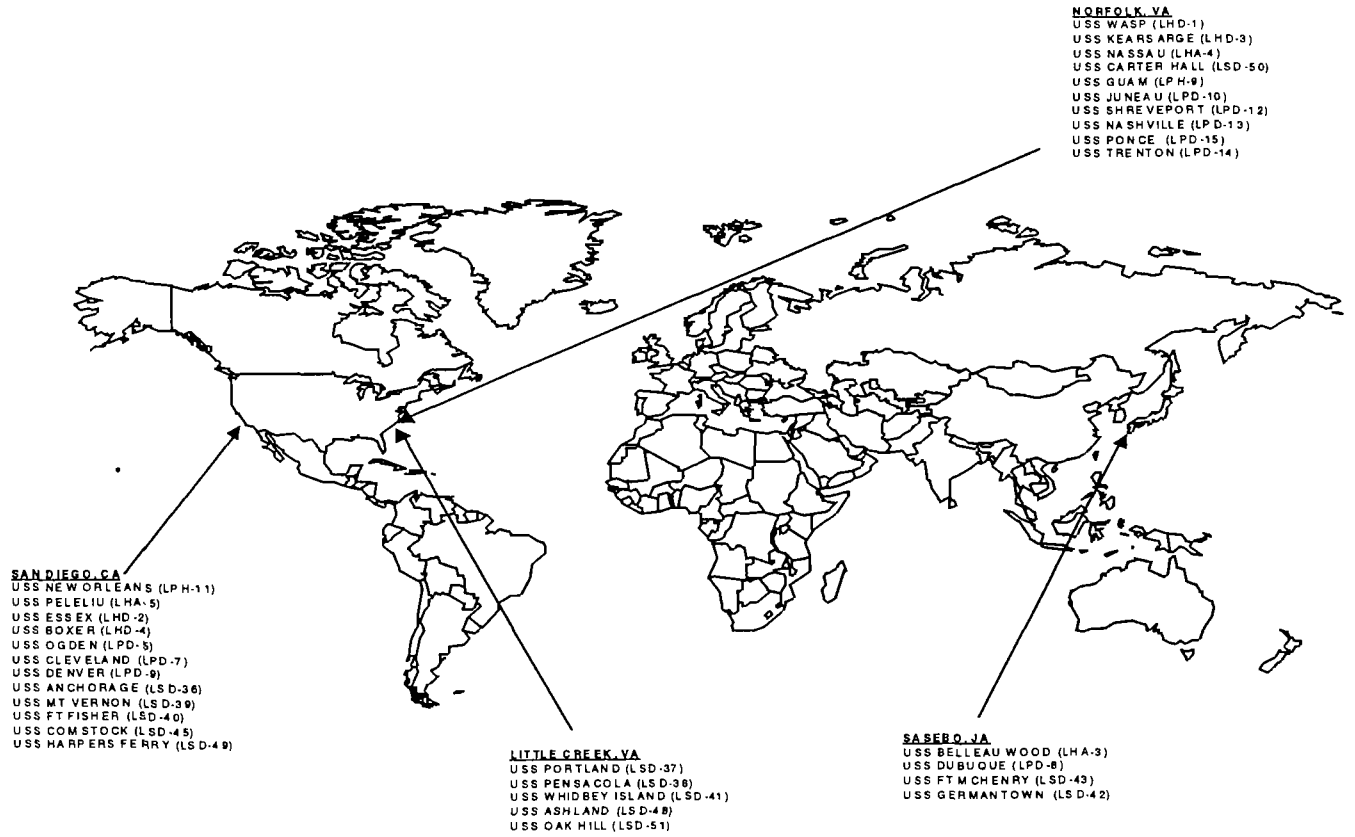 NORFOLK, VA
USS WASP (LHD-1)
USS KEARSARGE (LHD-3)
USS NASSAU (LHA-4)
USS CARTER HALL (LSD-50)
USS GUAM (LPH-9)
USS JUNEAU (LPD-10)
USS SHREVEPORT (LPD-12)
USS NASHVILLE (LPD-13)
USS PONCE (LPD-15)
USS TRENTON (LPD-14)
SAN DIEGO, CA
USS NEW ORLEANS (LPH-11)
USS PELELIU (LHA-5)
USS ESSEX (LHD-2)
USS BOXER (LHD-4)
USS OGDEN (LPD-5)
USS CLEVELAND (LPD-7)
USS DENVER (LPD-9)
USS ANCHORAGE (LSD-36)
USS MT VERNON (LSD-39)
USS FT FISHER (LSD-40)
USS COMSTOCK (LSD-45)
USS HARPERS FERRY (LSD-49)
LITTLE CREEK, VA
USS PORTLAND (LSD-37)
USS PENSACOLA (LSD-38)
USS WHIDBEY ISLAND (LSD-41)
USS ASHLAND (LSD-48)
USS OAK HILL (LSD-51)
SASEBO, JA
USS BELLEAU WOOD (LHA-3)
USS DUBUQUE (LPD-8)
USS FT MCHENRY (LSD-43)
USS GERMANTOWN (LSD-42)